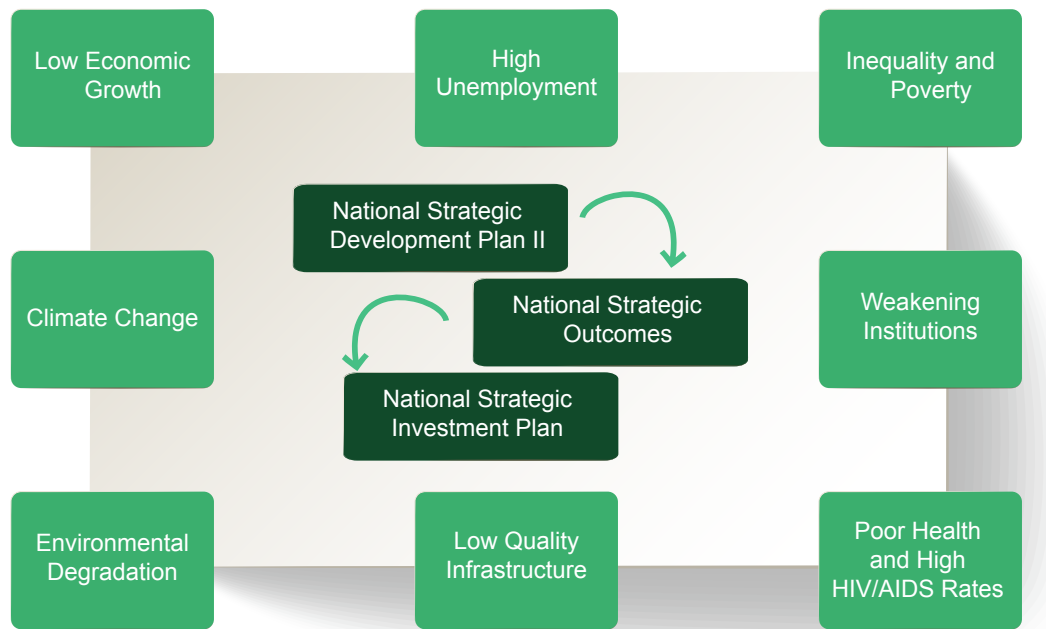 Low Economic
Growth
High
Unemployment
Inequality and
Poverty
National Strategic
Development Plan II
National Strategic
Outcomes
Climate Change
Weakening
Institutions
National Strategic
Investment Plan
Environmental
Degradation
Low Quality
Infrastructure
Poor Health
and High
HIV/AIDS Rates